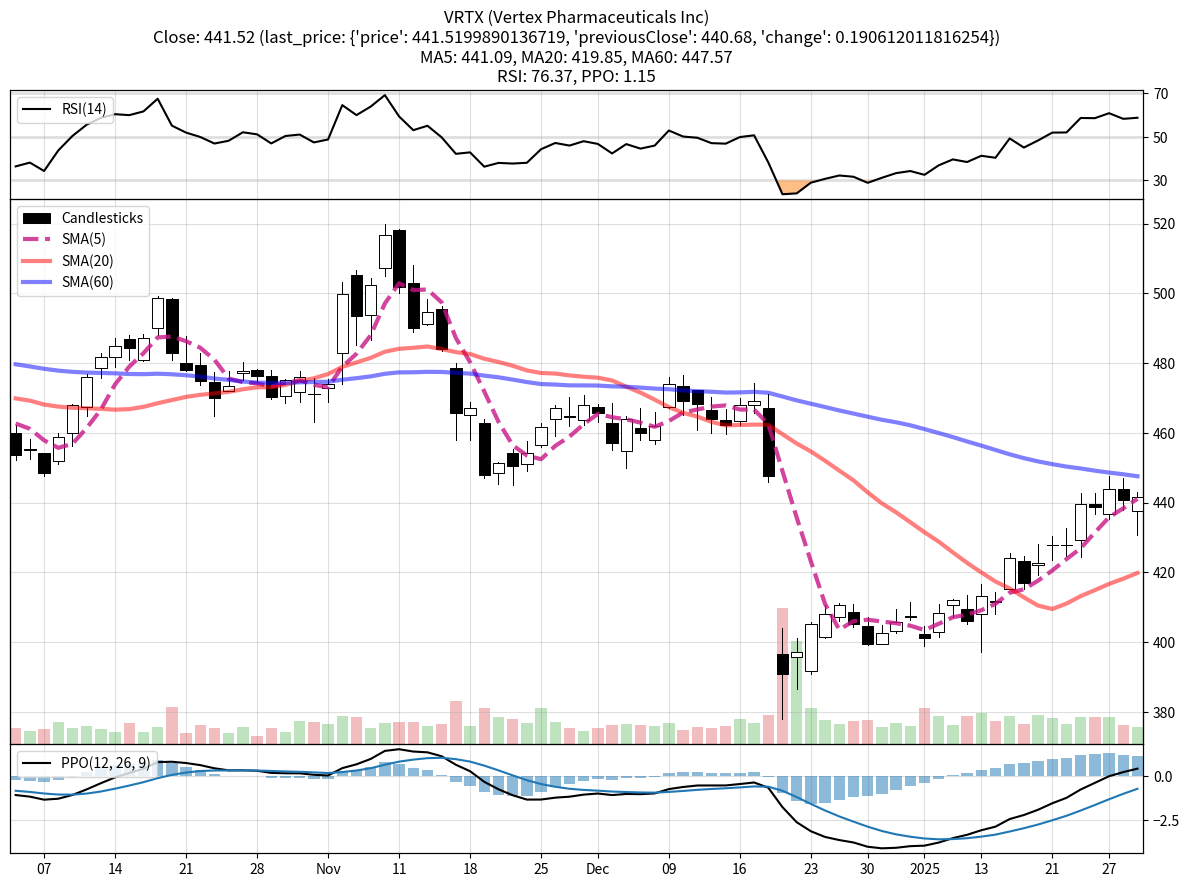 VRTX (Vertex Pharmaceuticals Inc)
Close: 441.52 (last_price: {'price': 441.5199890136719, 'previousClose': 440.68, 'change': 0.190612011816254})
MA5: 441.09, MA20: 419.85, MA60: 447.57
RSI: 76.37, PPO: 1.15
RSI(14)
70
50
30
Candlesticks
SMA(5)
SMA(20)
SMA(60)
520
500
480
460
440
420
400
380
PPO(12, 26, 9)
0.0
−2.5
07 14 21 28 Nov 11 18 25 Dec 09 16 23 30 2025 13 21 27